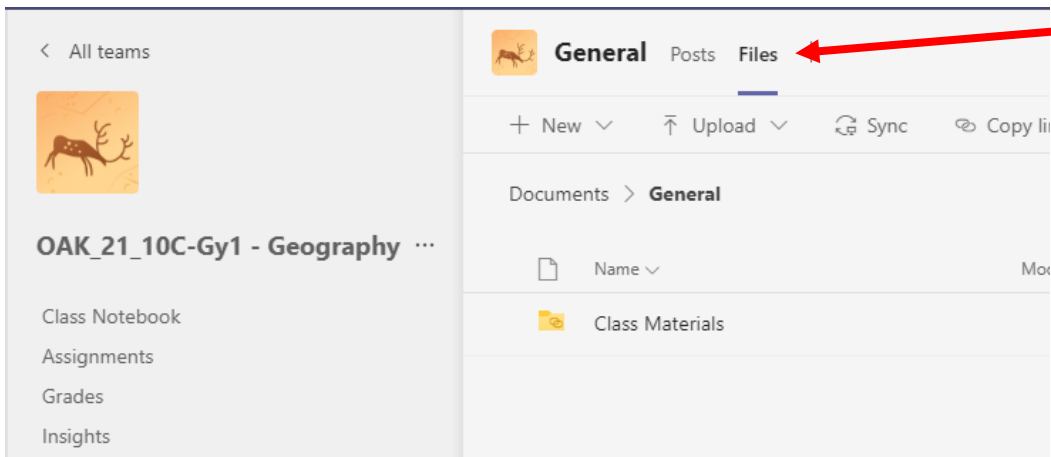 All teams
OAK_21_10C-Gy1 - Geography ...
Class Notebook
Assignments
Grades
Insights
General Posts Files
New Upload Sync Copy
Documents > General
Name
Class Materials